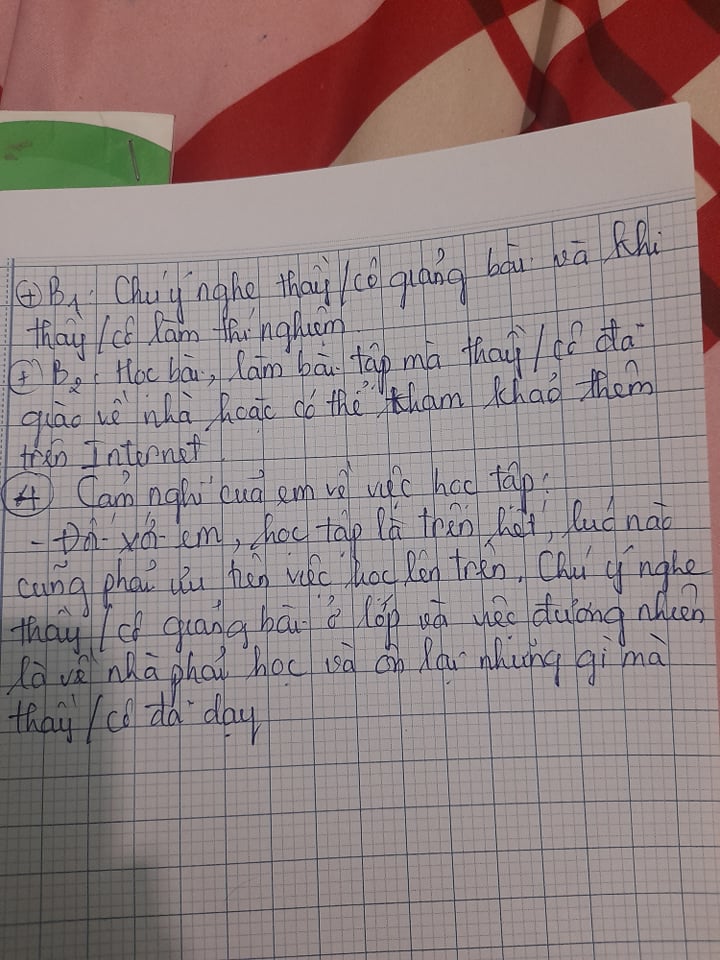 (+) B1: Chú ý nghe thầy/cô giảng bài và khi
thầy/cô làm thí nghiệm.
(+) B2: Học bài, làm bài tập mà thầy/cô đã
giao về nhà hoặc có thể tham khảo thêm
trên Internet.
(4) Cảm nghĩ của em về việc học tập:
- Đối với em, học tập là trên hết, lúc nào
cũng phải ưu tiên việc học lên trên. Chú ý nghe
thầy/cô giảng bài ở lớp và việc đương nhiên
là về nhà phải học và ôn lại những gì mà
thầy/cô đã dạy